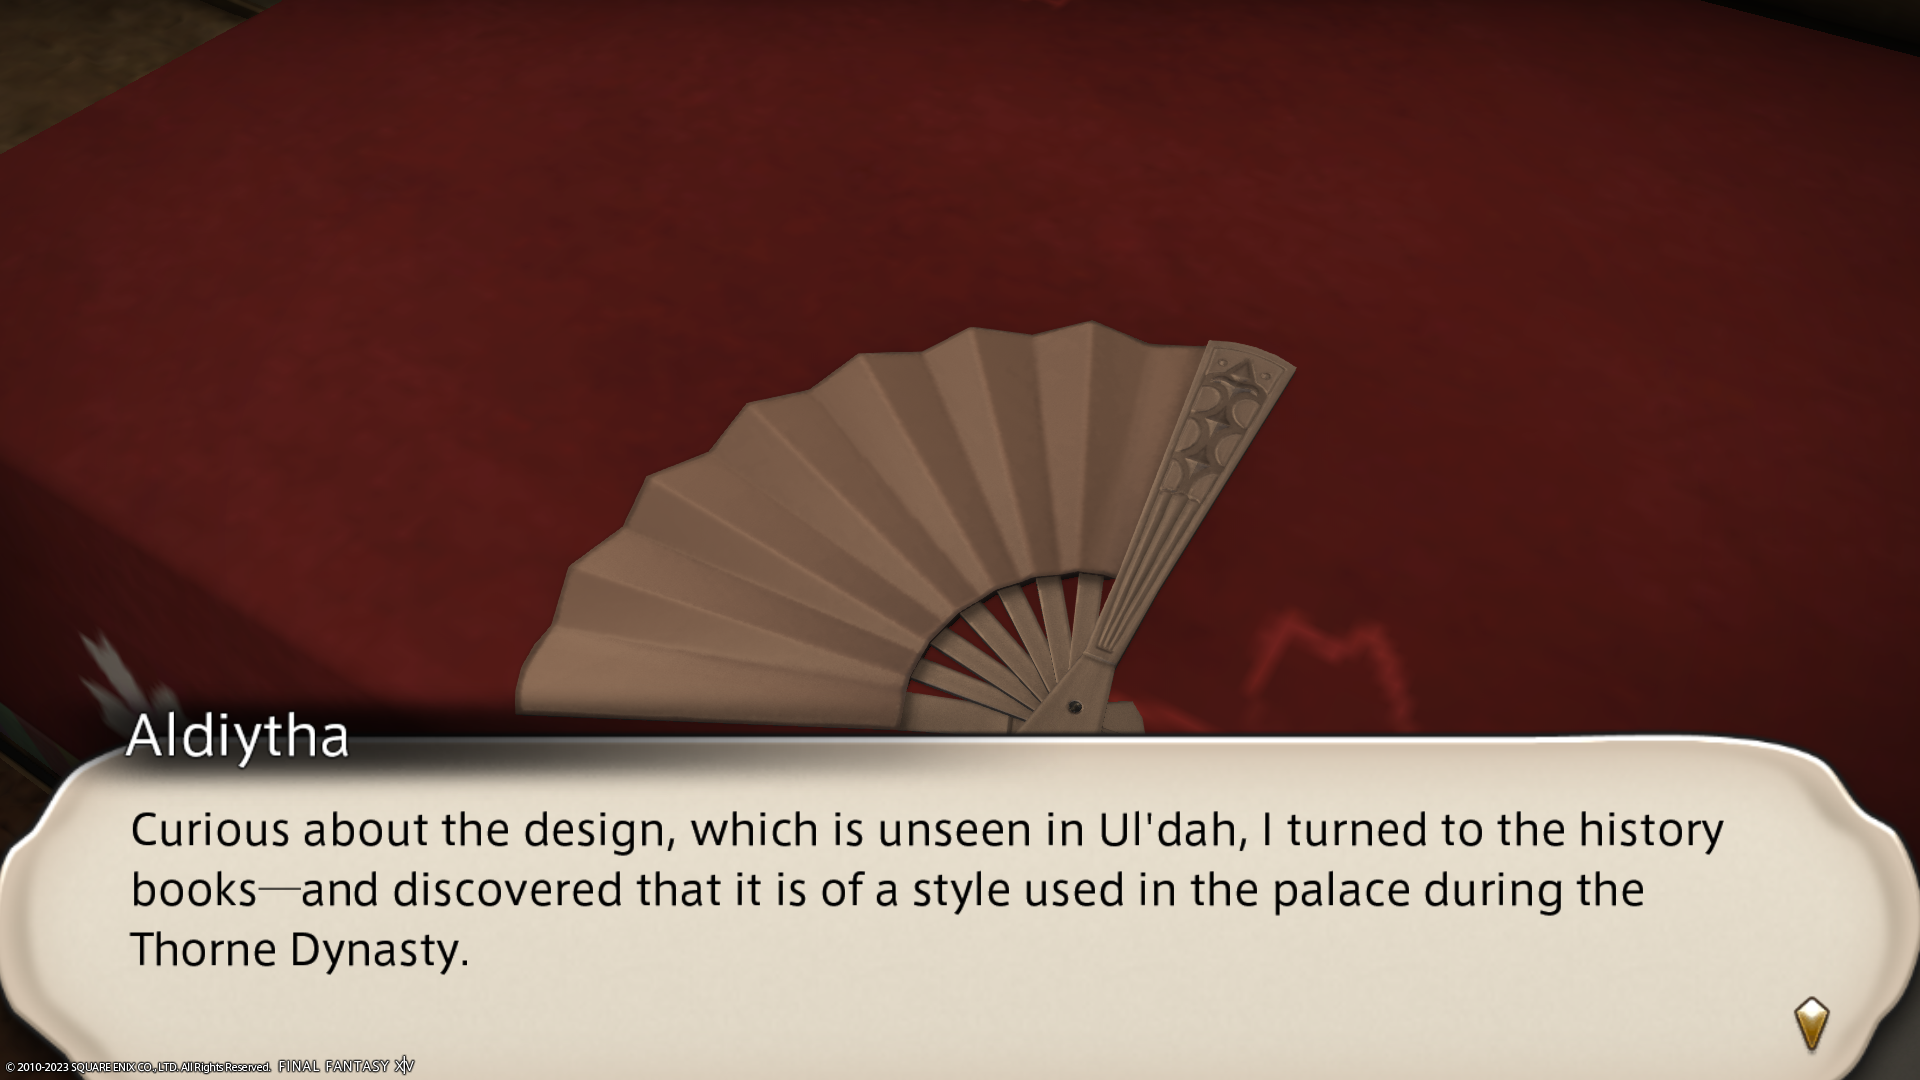 Aldiytha
Curious about the design, which is unseen in Ul'dah, I turned to the history
books—and discovered that it is of a style used in the palace during the
Thorne Dynasty.
© 2010-2023 SQUARE ENIX CO., LTD. All Rights Reserved. FINAL FANTASY XIV